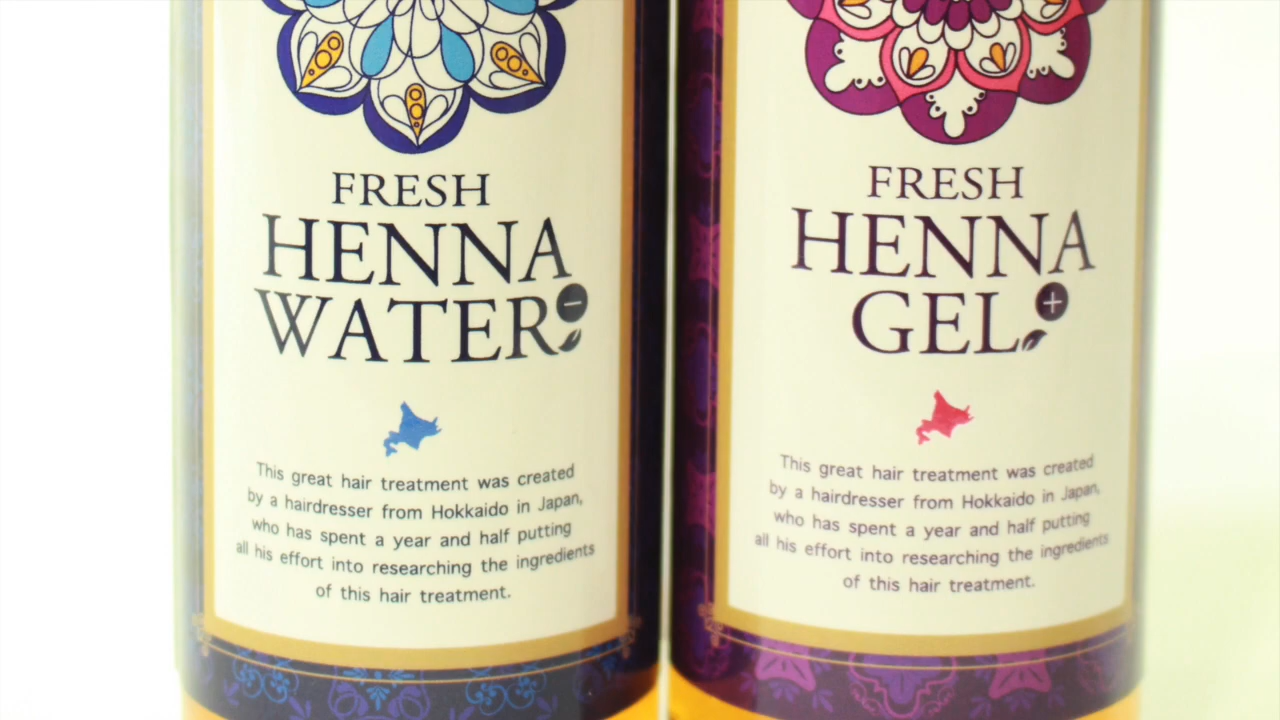 FRESH
HENNA
WATER
This great hair treatment was created
by a hairdresser from Hokkaido in Japan,
who has spent a year and half putting
all his effort into researching the ingredients
of this hair treatment.
FRESH
HENNA
GEL
This great hair treatment was created
by a hairdresser from Hokkaido in Japan,
who has spent a year and half putting
all his effort into researching the ingredients
of this hair treatment.